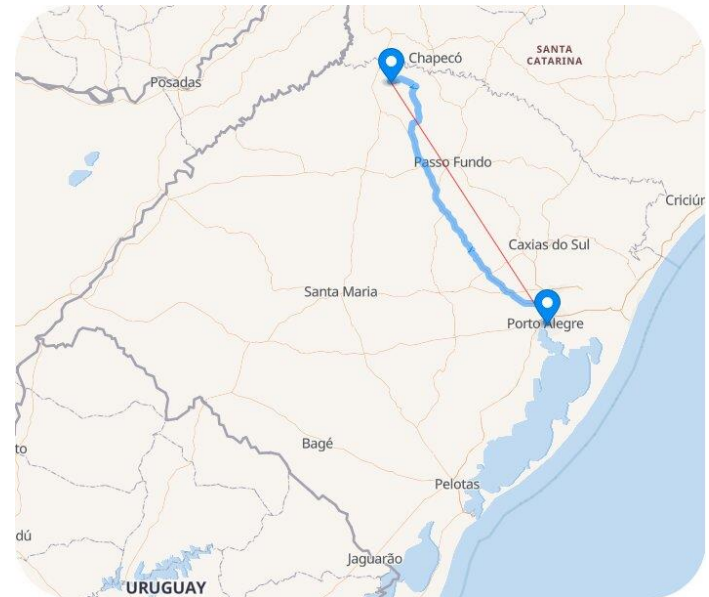 Chapecó
SANTA
CATARINA
Posadas
Passo Fundo
Criciúr
Caxias do Sul
Santa Maria
Porto Alegre
Bagé
to
Pelotas
dú
Jaguarão
URUGUAY